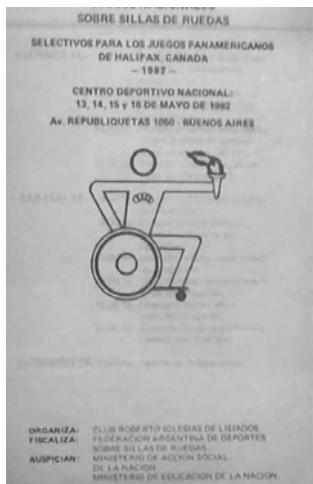 SOBRE SILLAS DE RUEDAS
SELECTIVOS PARA LOS JUEGOS PANAMERICANOS
DE HALIFAX, CANADA
– 1982 –
CENTRO DEPORTIVO NACIONAL:
13, 14, 15 y 16 DE MAYO DE 1982
Av. REPUBLIQUETAS 1050 - BUENOS AIRES
ORGANIZA: CLUB ROBERTO IGLESIAS DE LISIADOS
FISCALIZA: FEDERACION ARGENTINA DE DEPORTES
SOBRE SILLAS DE RUEDAS
AUSPICIAN: MINISTERIO DE ACCION SOCIAL
DE LA NACION
MINISTERIO DE EDUCACION DE LA NACION